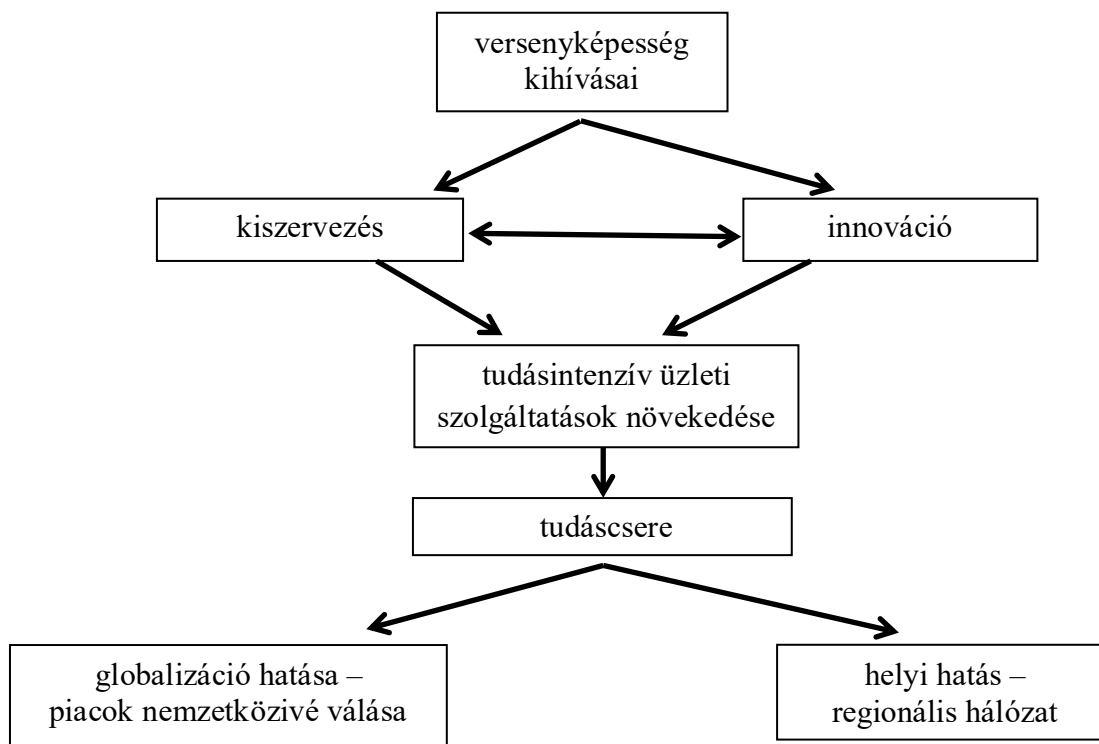 versenyképesség
kihívásai
kiszervezés
innováció
tudásintenzív üzleti
szolgáltatások növekedése
tudáscsere
globalizáció hatása –
piacok nemzetközivé válása
helyi hatás –
regionális hálózat